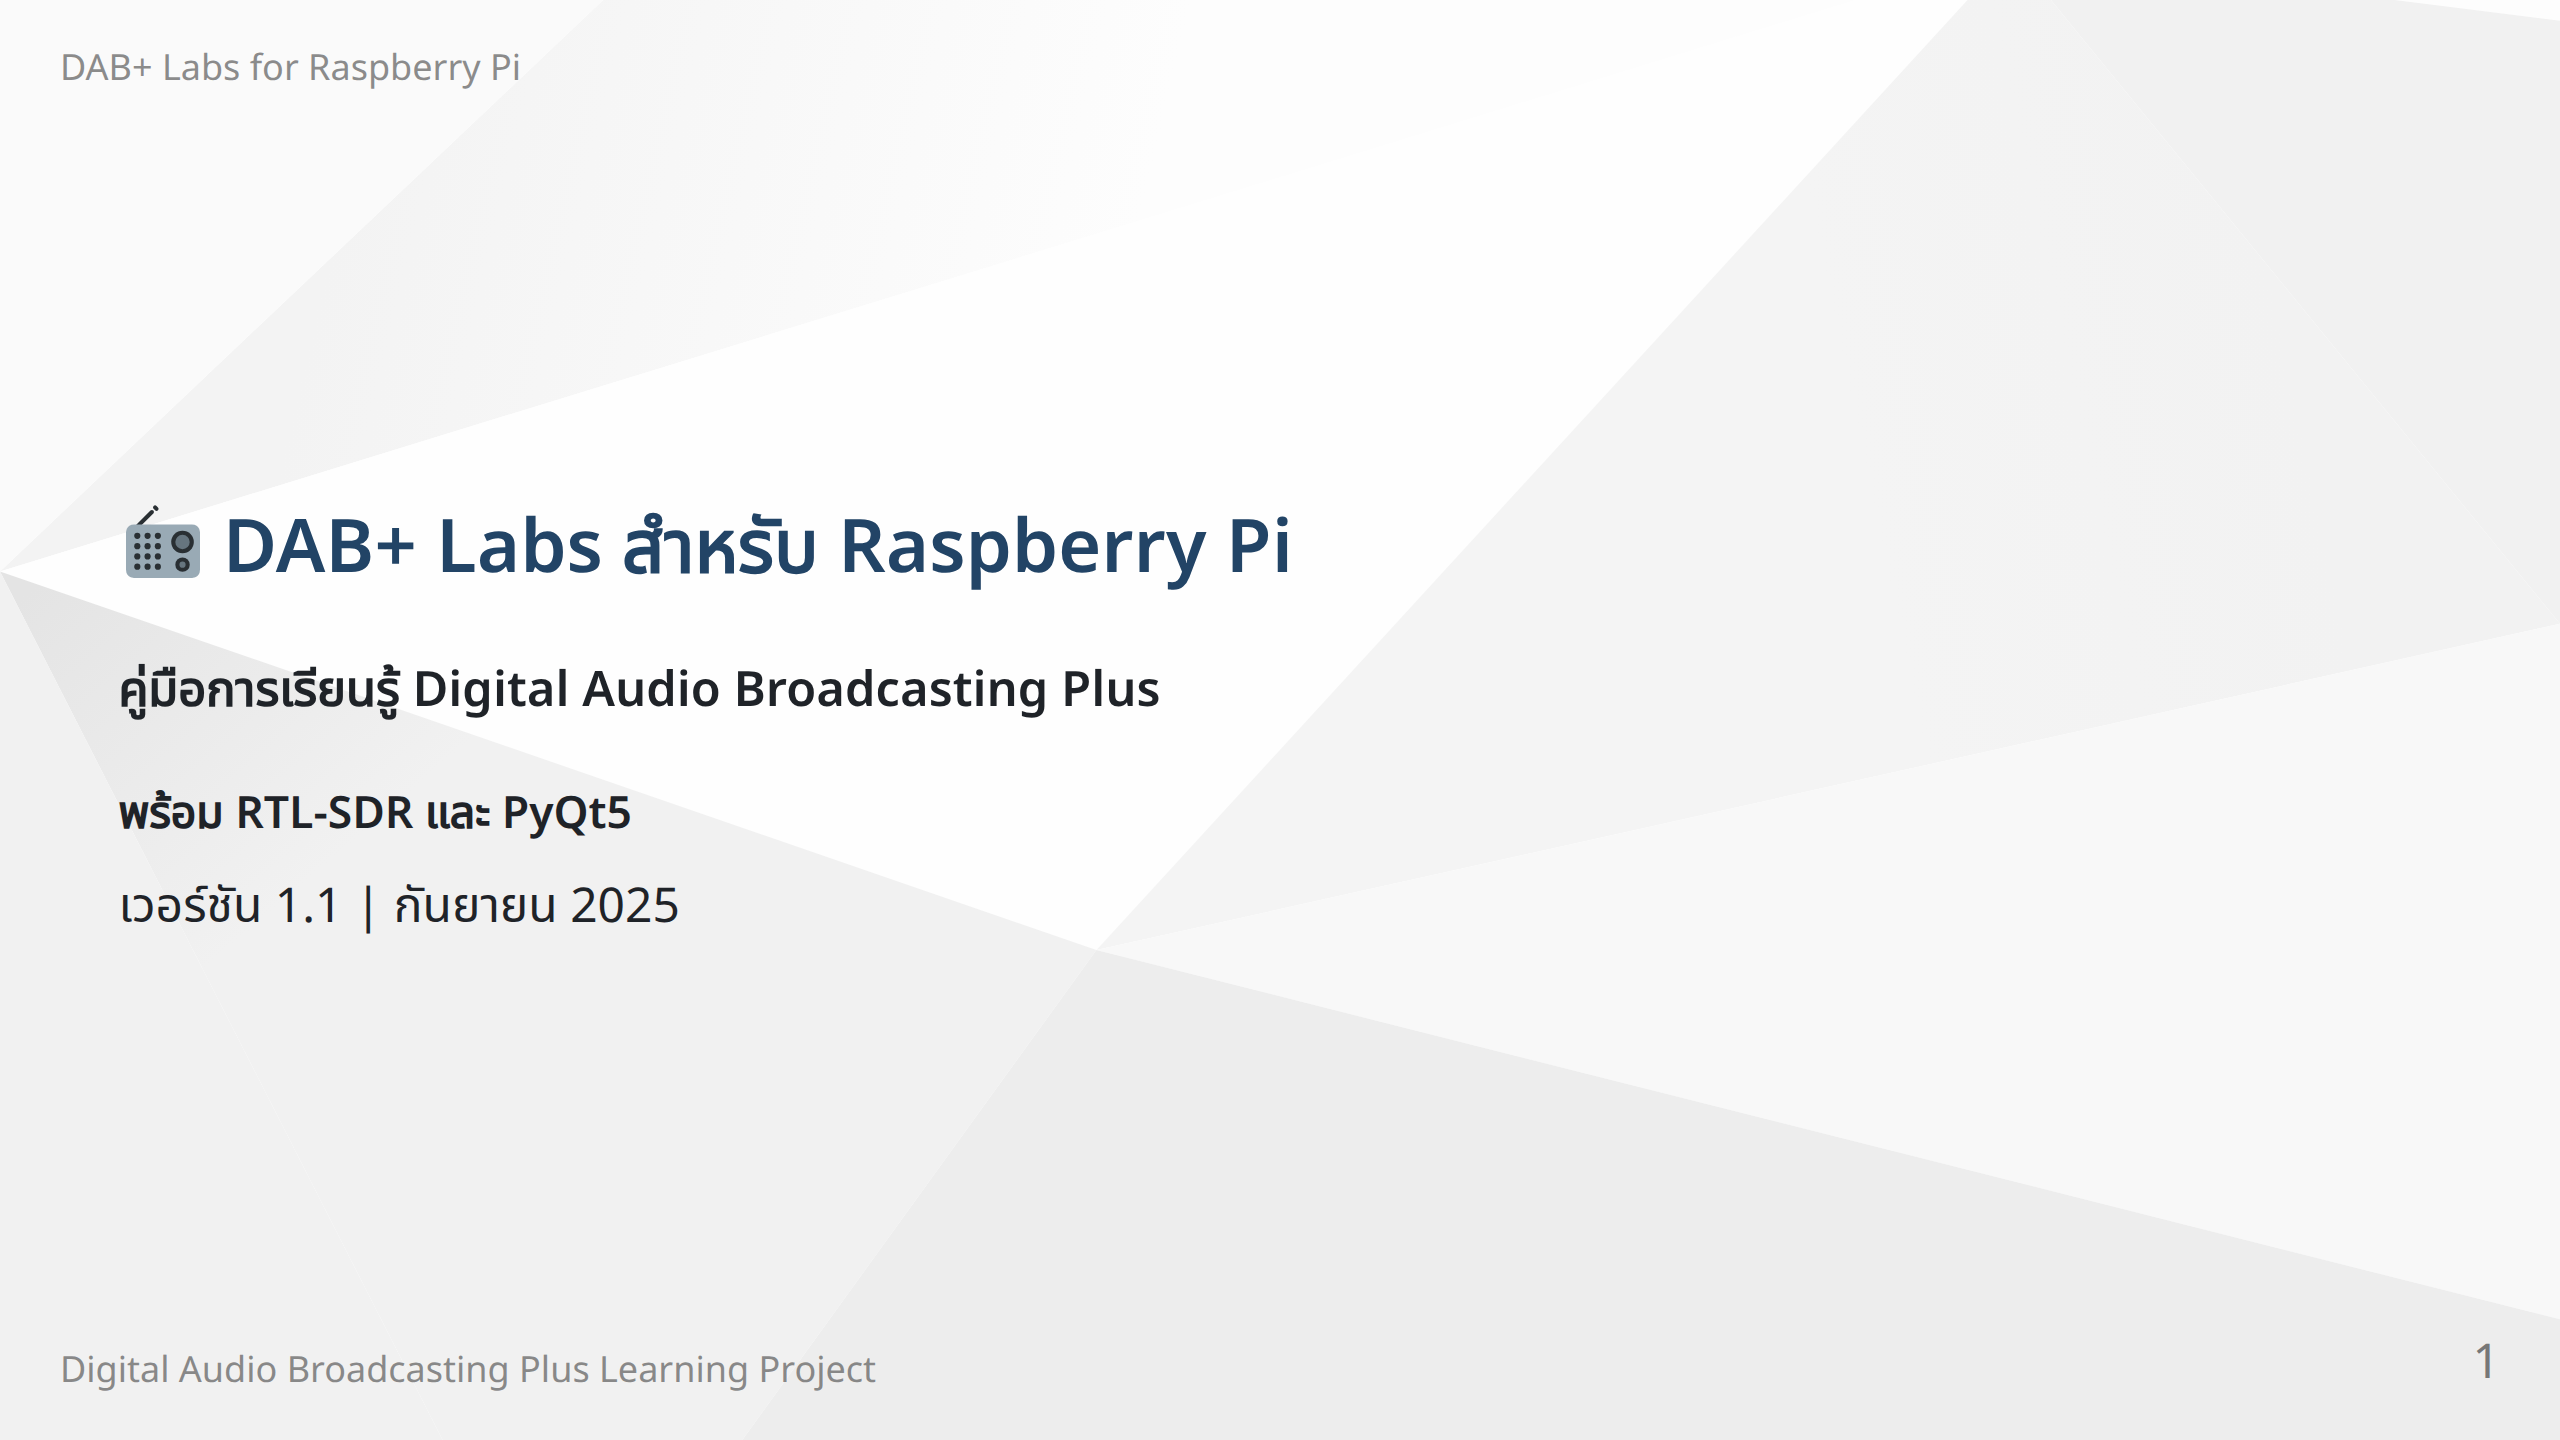 DAB+ Labs for Raspberry Pi
DAB+ Labs สำหรับ Raspberry Pi
คู่มือการเรียนรู้ Digital Audio Broadcasting Plus
พร้อม RTL-SDR และ PyQt5
เวอร์ชัน 1.1 | กันยายน 2025
Digital Audio Broadcasting Plus Learning Project
1